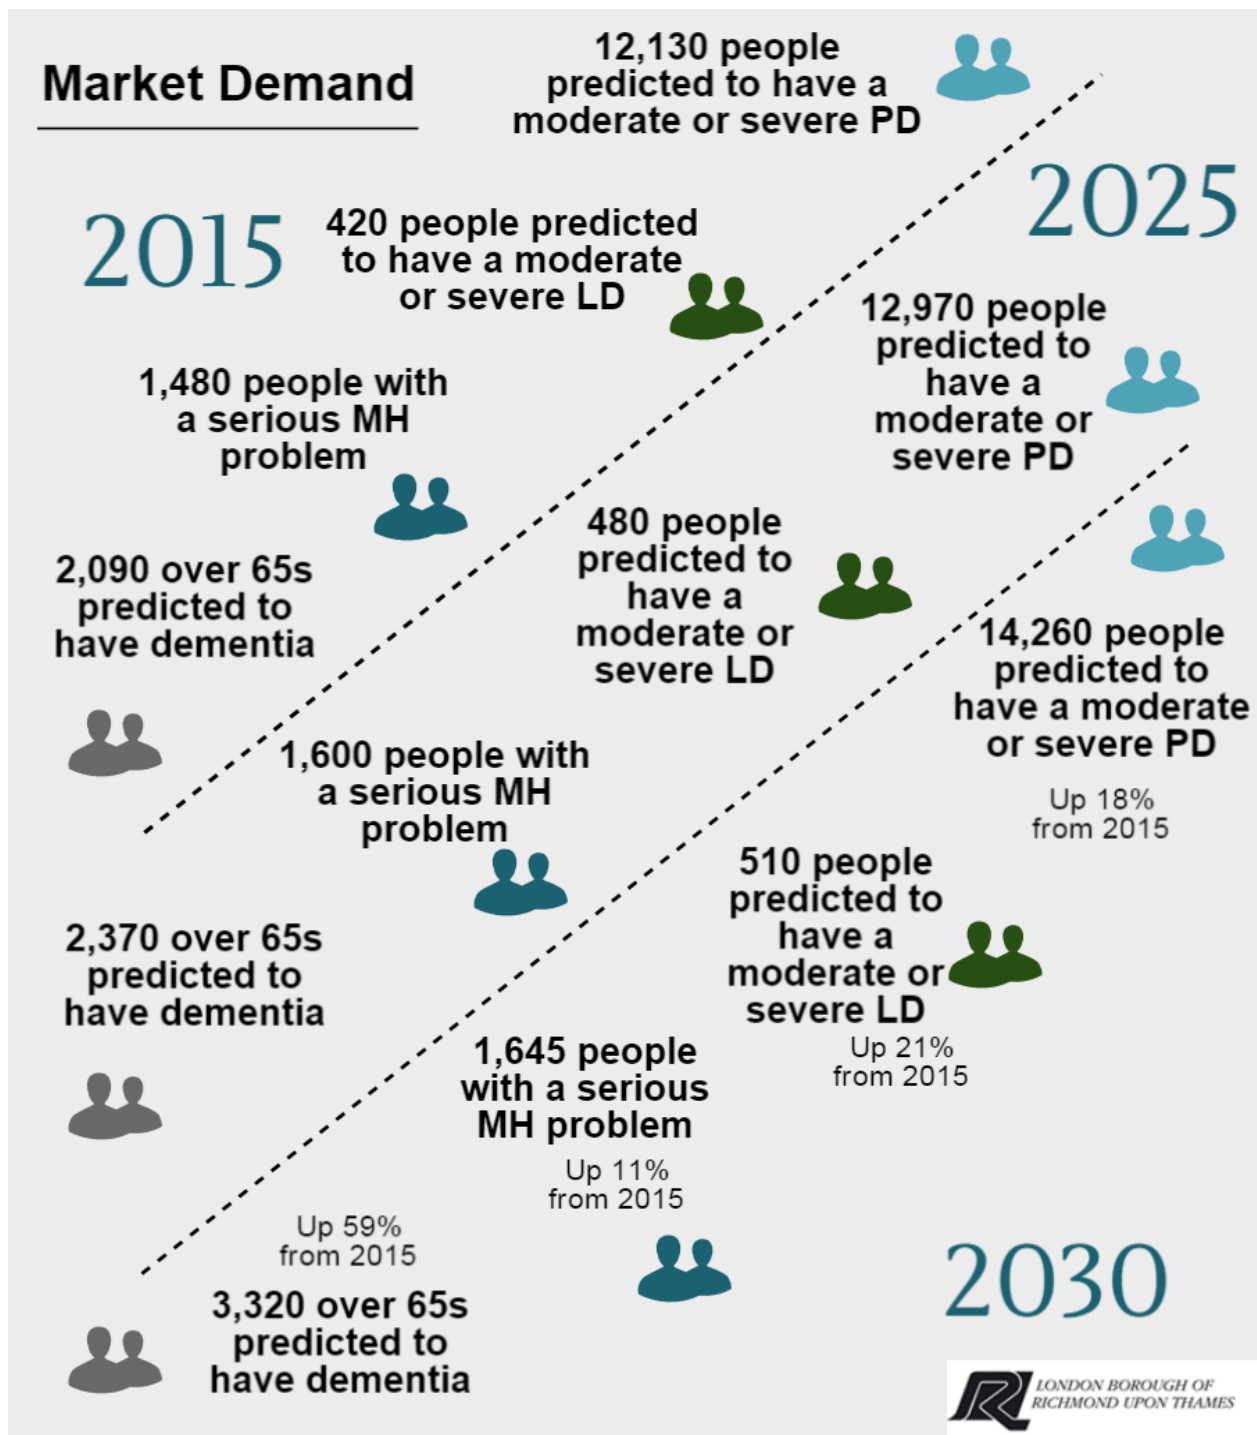 Market Demand
2015
12,130 people
predicted to have a
moderate or severe PD
420 people predicted
to have a moderate
or severe LD
1,480 people with
a serious MH
problem
2,090 over 65s
predicted to
have dementia
2025
12,970 people
predicted to
have a
moderate or
severe PD
480 people
predicted to
have a
moderate or
severe LD
1,600 people with
a serious MH
problem
2,370 over 65s
predicted to
have dementia
14,260 people
predicted to
have a moderate
or severe PD
Up 18%
from 2015
510 people
predicted to
have a
moderate or
severe LD
Up 21%
from 2015
1,645 people
with a serious
MH problem
Up 11%
from 2015
Up 59%
from 2015
3,320 over 65s
predicted to
have dementia
2030
LONDON BOROUGH OF
RICHMOND UPON THAMES